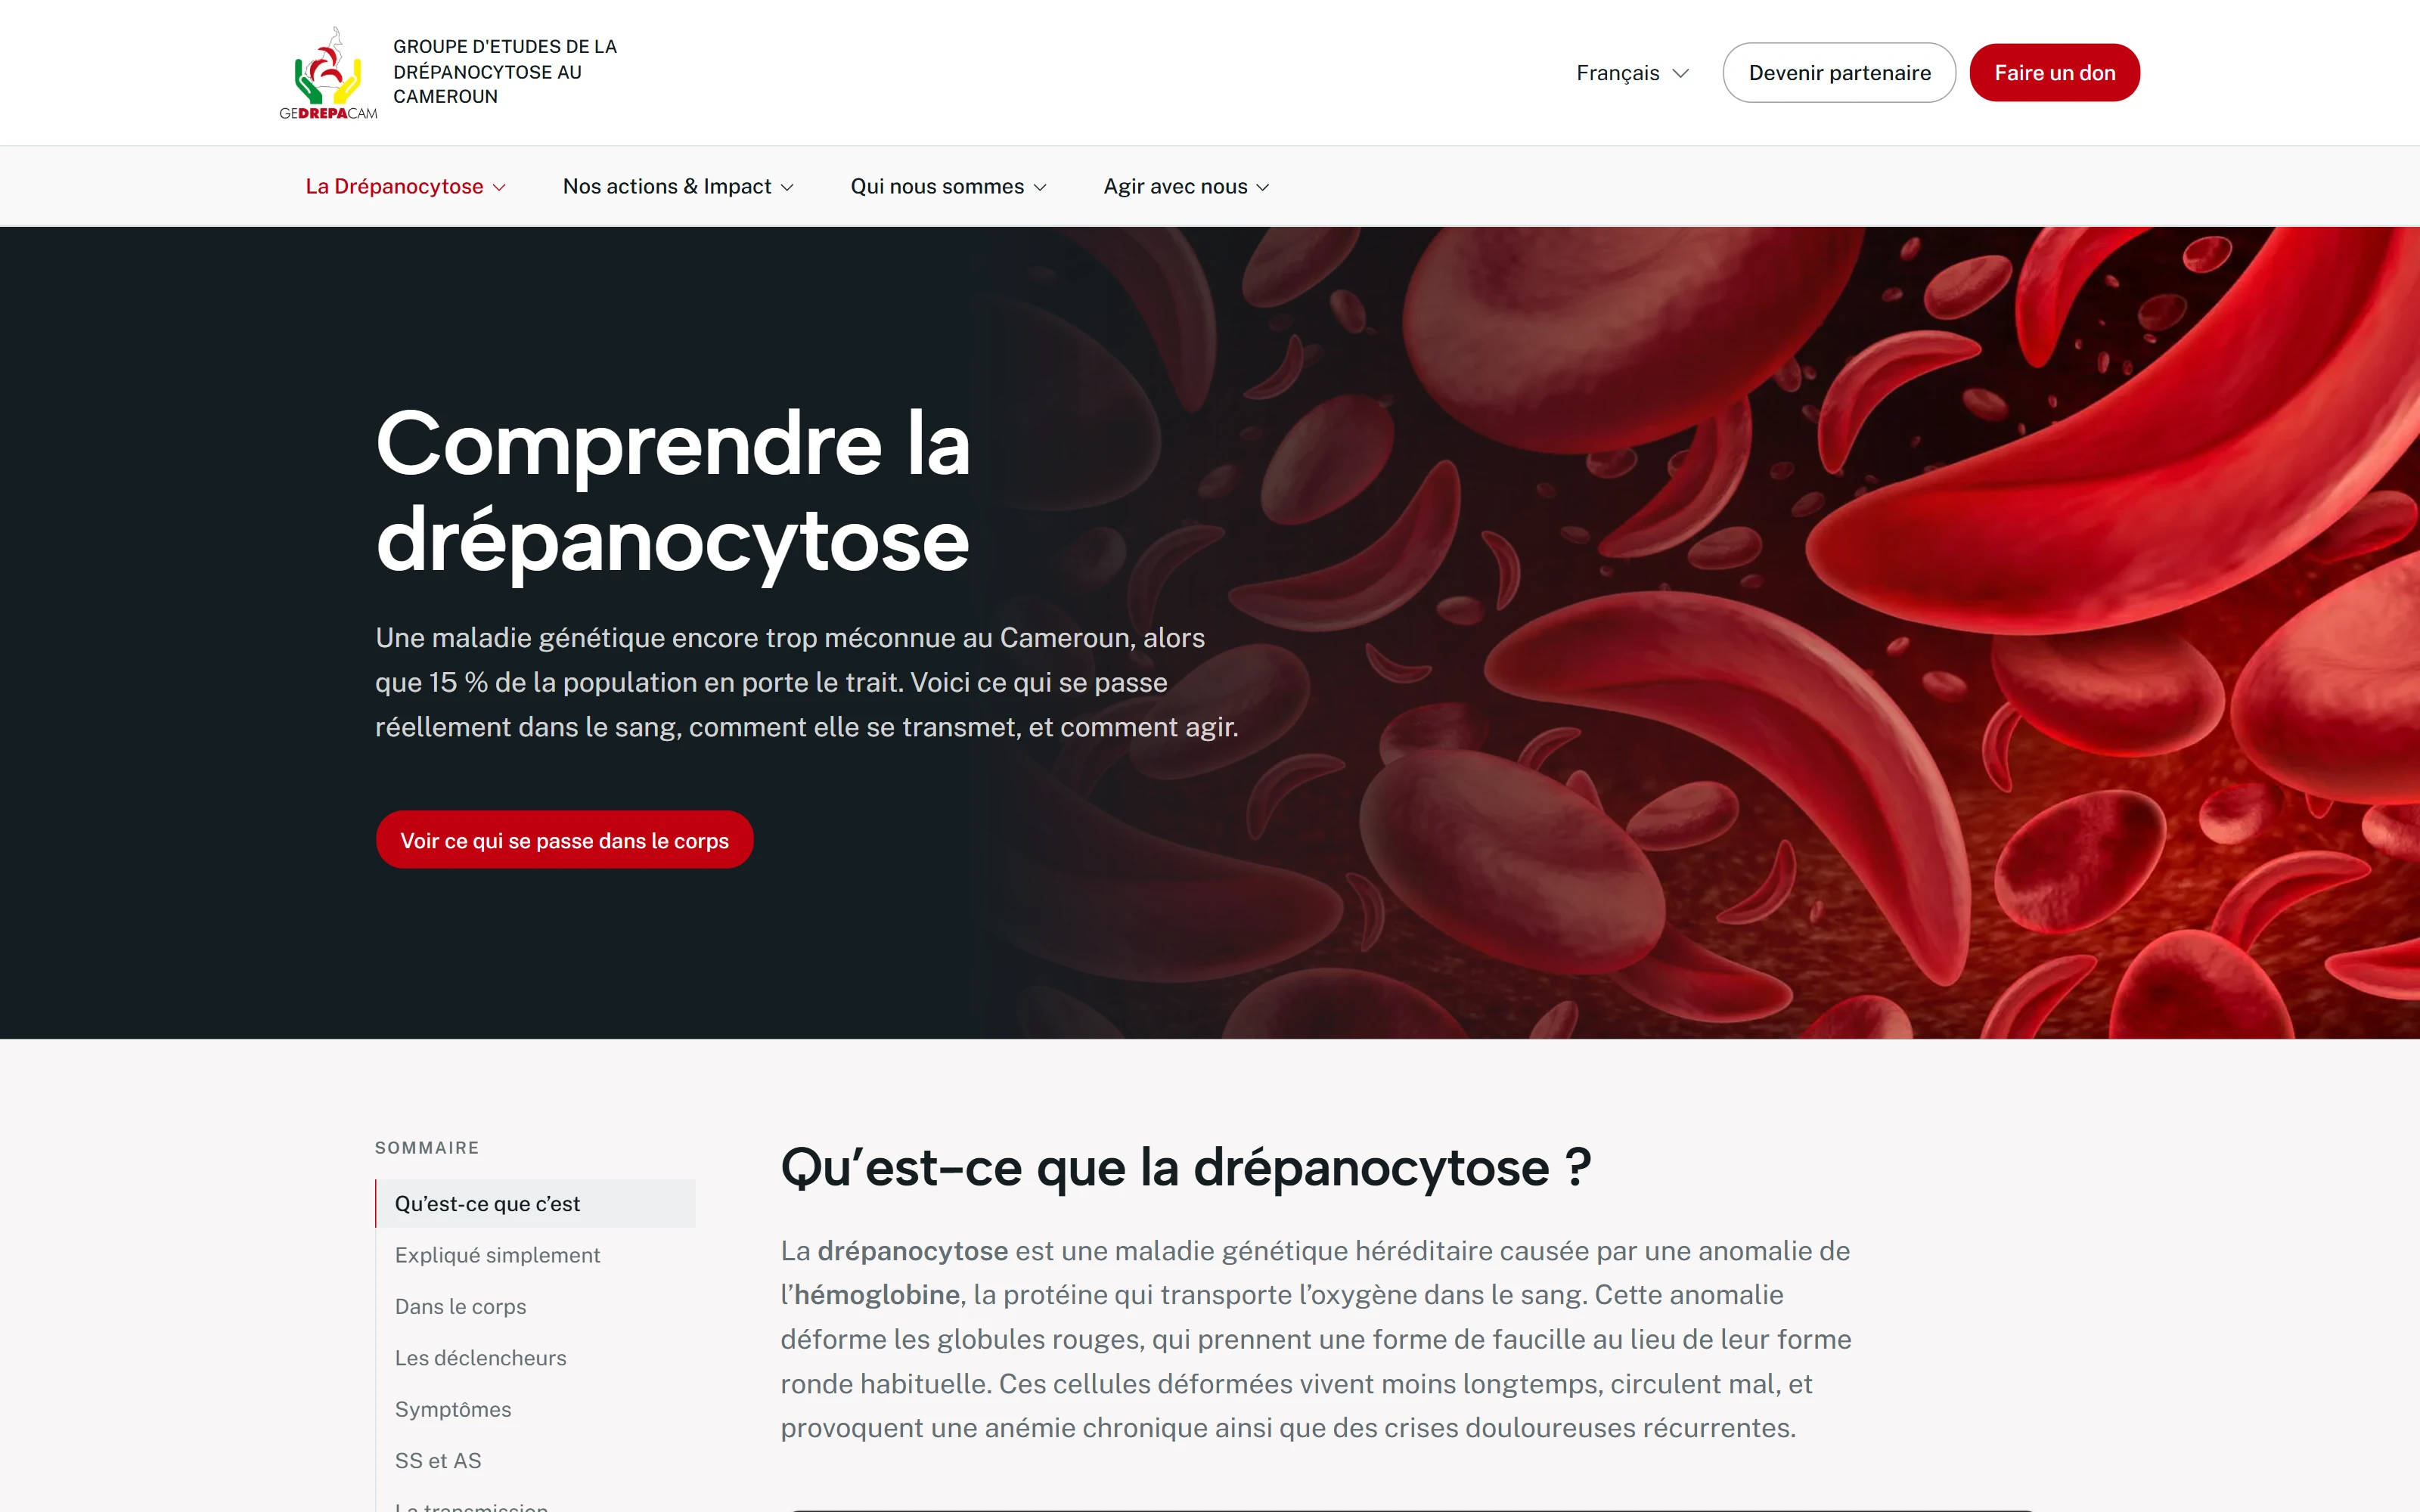 GROUPE D'ETUDES DE LA
DRÉPANOCYTOSE AU
CAMEROUN
GEDREPACAM
Français
Devenir partenaire
Faire un don
La Drépanocytose
Nos actions & Impact
Qui nous sommes
Agir avec nous
Comprendre la
drépanocytose
Une maladie génétique encore trop méconnue au Cameroun, alors
que 15 % de la population en porte le trait. Voici ce qui se passe
réellement dans le sang, comment elle se transmet, et comment agir.
Voir ce qui se passe dans le corps
SOMMAIRE
Qu’est-ce que c’est
Expliqué simplement
Dans le corps
Les déclencheurs
Symptômes
SS et AS
La transmission
Qu’est-ce que la drépanocytose ?
La drépanocytose est une maladie génétique héréditaire causée par une anomalie de
l’hémoglobine, la protéine qui transporte l’oxygène dans le sang. Cette anomalie
déforme les globules rouges, qui prennent une forme de faucille au lieu de leur forme
ronde habituelle. Ces cellules déformées vivent moins longtemps, circulent mal, et
provoquent une anémie chronique ainsi que des crises douloureuses récurrentes.